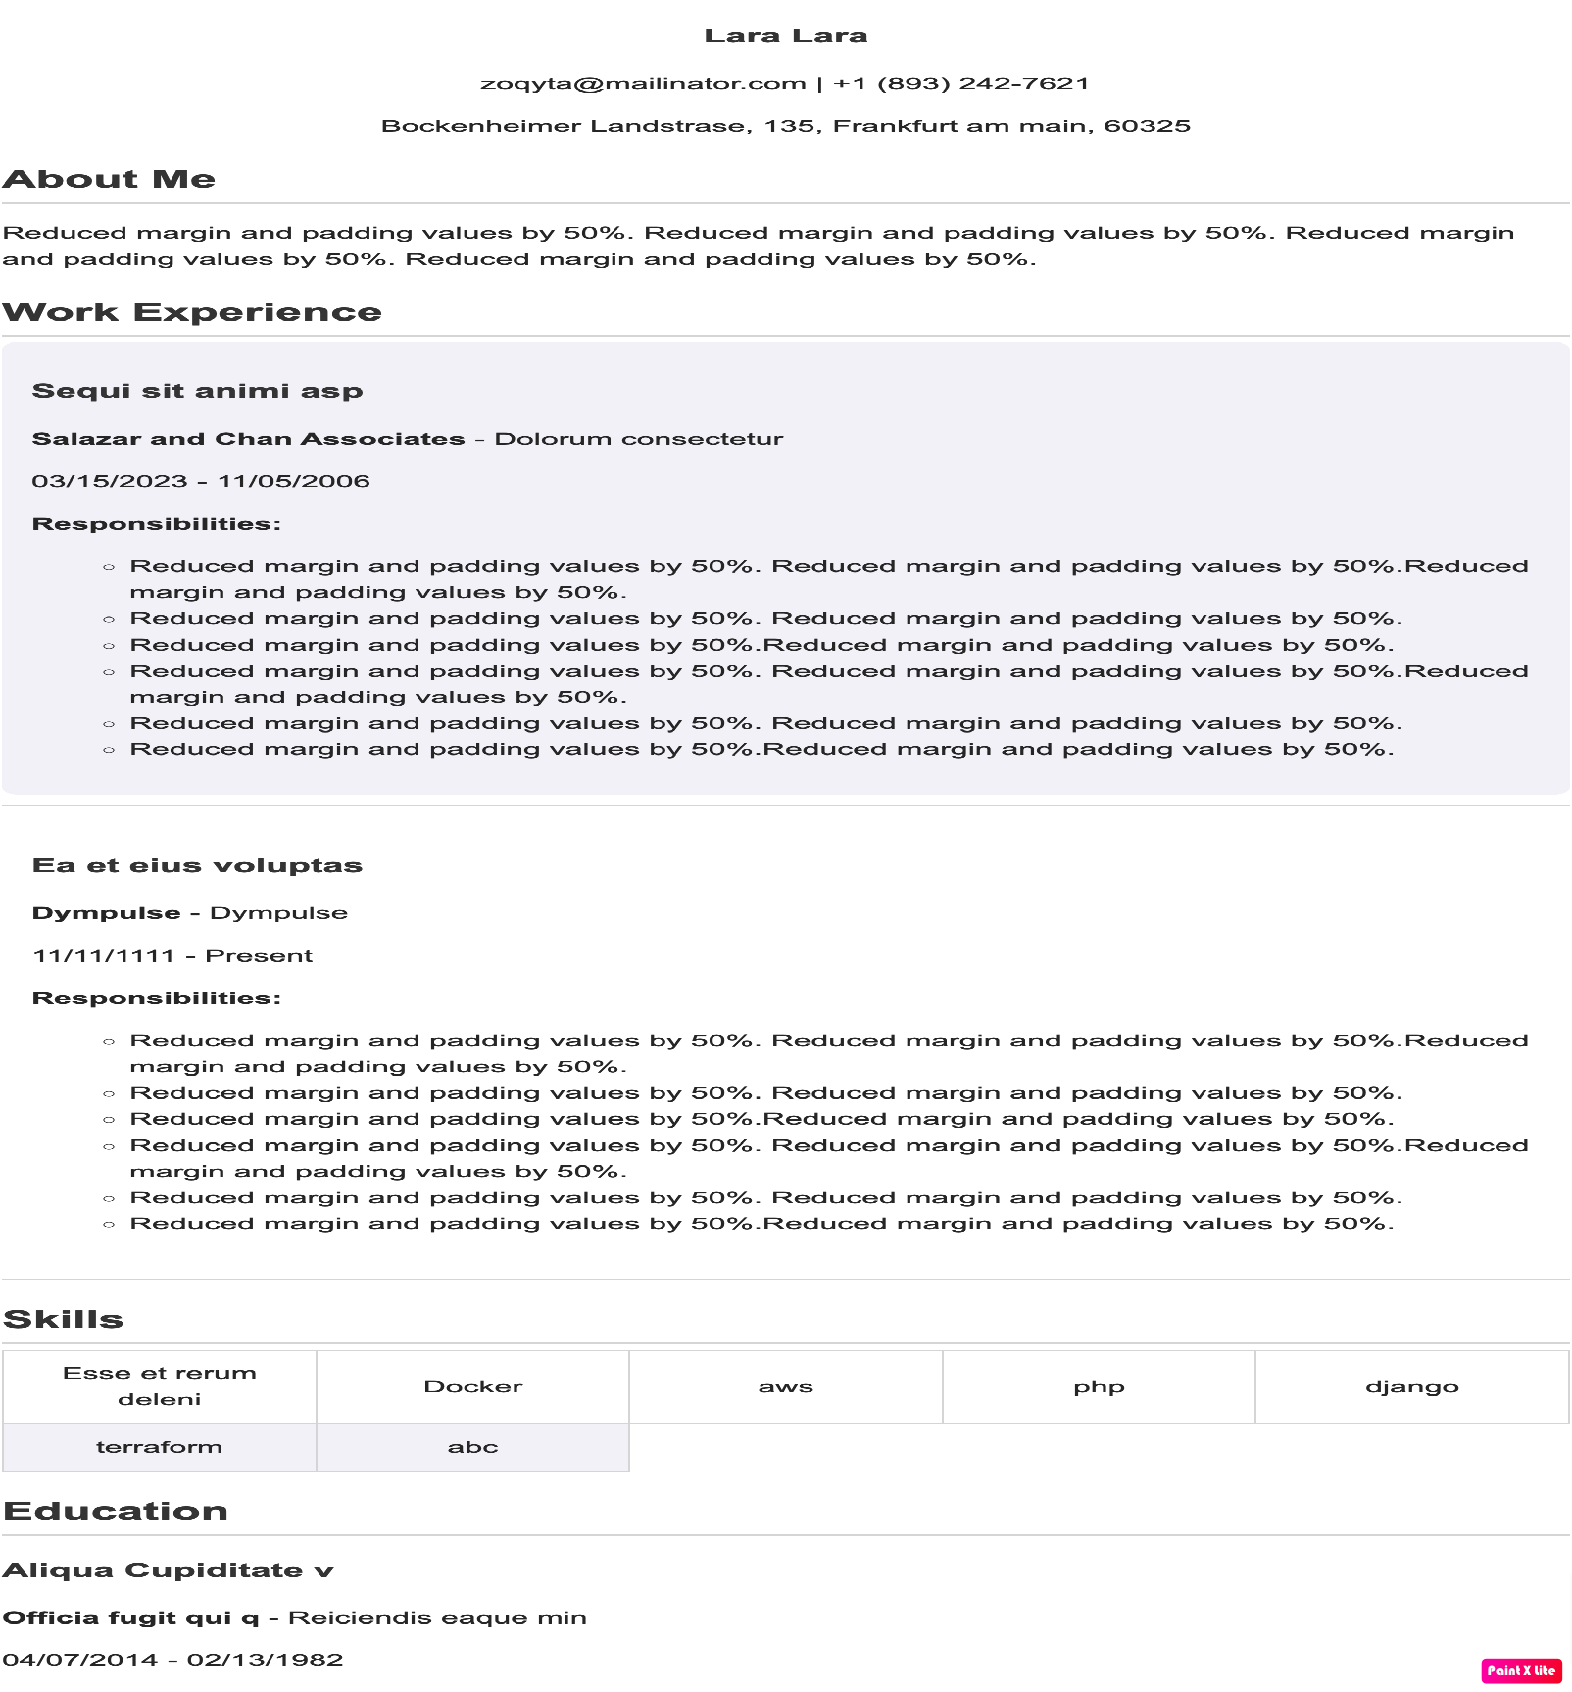 Lara Lara
zoqyta@mailinator.com | +1 (893) 242-7621
Bockenheimer Landstrase, 135, Frankfurt am main, 60325
About Me
Reduced margin and padding values by 50%. Reduced margin and padding values by 50%. Reduced margin
and padding values by 50%. Reduced margin and padding values by 50%.
Work Experience
Sequi sit animi asp
Salazar and Chan Associates - Dolorum consectetur
03/15/2023 - 11/05/2006
Responsibilities:
Reduced margin and padding values by 50%. Reduced margin and padding values by 50%.Reduced
margin and padding values by 50%.
Reduced margin and padding values by 50%. Reduced margin and padding values by 50%.
Reduced margin and padding values by 50%.Reduced margin and padding values by 50%.
Reduced margin and padding values by 50%. Reduced margin and padding values by 50%.Reduced
margin and padding values by 50%.
Reduced margin and padding values by 50%. Reduced margin and padding values by 50%.
Reduced margin and padding values by 50%.Reduced margin and padding values by 50%.
Ea et eius voluptas
Dympulse - Dympulse
11/11/1111 - Present
Responsibilities:
Reduced margin and padding values by 50%. Reduced margin and padding values by 50%.Reduced
margin and padding values by 50%.
Reduced margin and padding values by 50%. Reduced margin and padding values by 50%.
Reduced margin and padding values by 50%.Reduced margin and padding values by 50%.
Reduced margin and padding values by 50%. Reduced margin and padding values by 50%.Reduced
margin and padding values by 50%.
Reduced margin and padding values by 50%. Reduced margin and padding values by 50%.
Reduced margin and padding values by 50%.Reduced margin and padding values by 50%.
Skills
Esse et rerum
deleni
Docker
aws
php
django
terraform
abc
Education
Aliqua Cupiditate v
Officia fugit qui q - Reiciendis eaque min
04/07/2014 - 02/13/1982
Paint X Lite